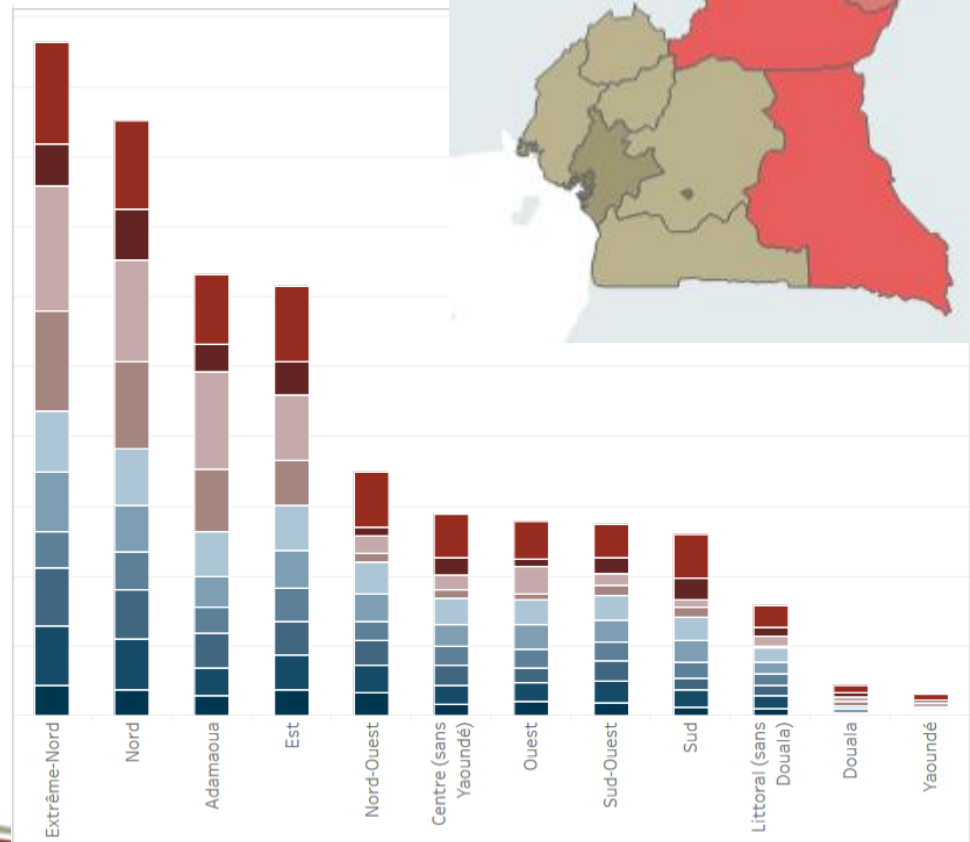 Extrême-Nord
Nord
Adamaoua
Est
Nord-Ouest
Centre (sans
Yaoundé)
Ouest
Sud-Ouest
Sud
Littoral (sans
Douala)
Douala
Yaoundé